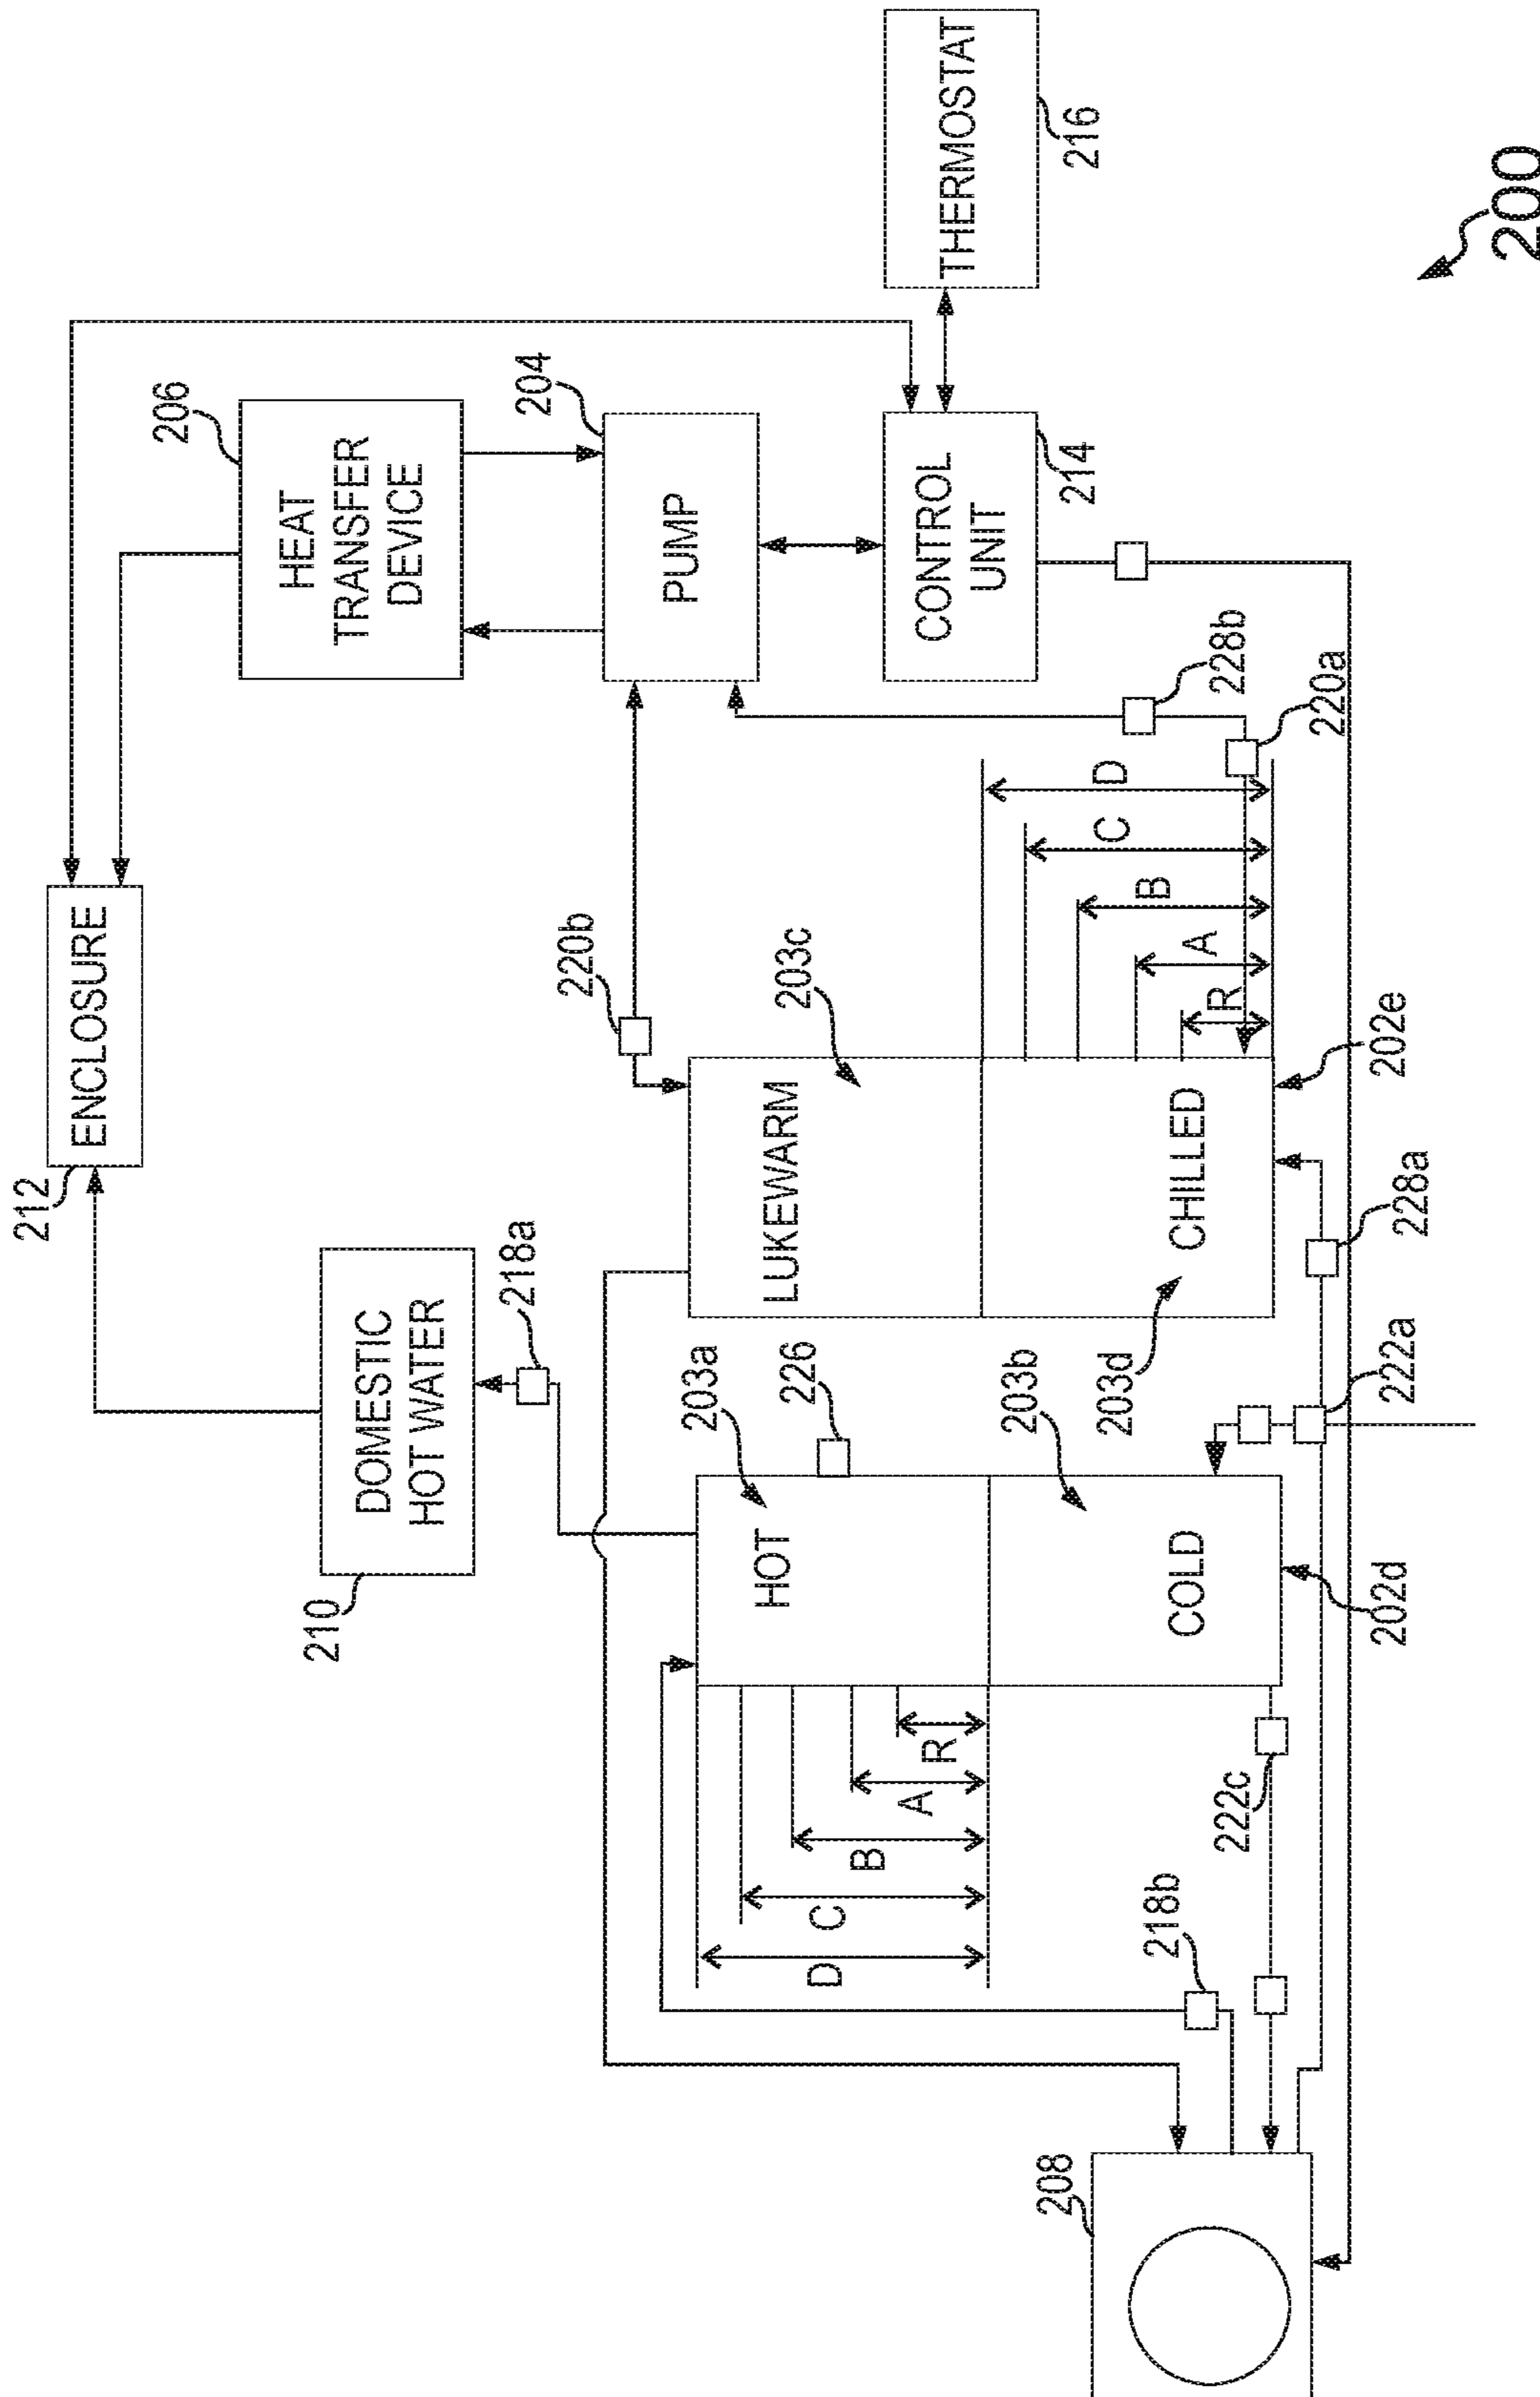 212
ENCLOSURE
206
HEAT
TRANSFER
DEVICE
210
DOMESTIC
HOT WATER
218a
220b
204
PUMP
203a
226
HOT
LUKEWARM
203c
D
C
B
A
R
203b
COLD
203d
CHILLED
R
A
B
C
D
CONTROL
UNIT
214
THERMOSTAT
216
208
218b
222c
202d
222a
228a
202e
220a
228b
200